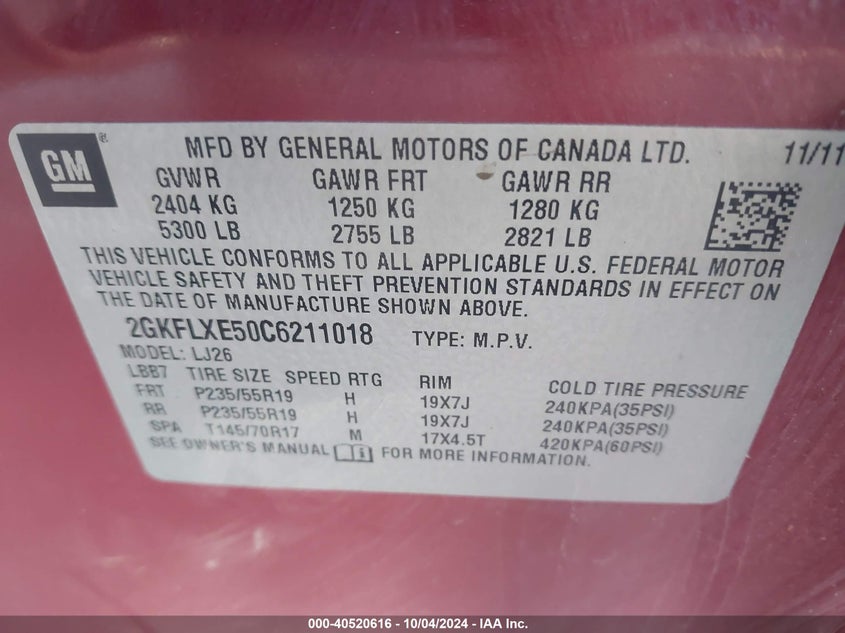 GM ® MFD BY GENERAL MOTORS OF CANADA LTD. 11/11
GVWR GAWR FRT GAWR RR
2404 KG 1250 KG 1280 KG
5300 LB 2755 LB 2821 LB
THIS VEHICLE CONFORMS TO ALL APPLICABLE U.S. FEDERAL MOTOR
VEHICLE SAFETY AND THEFT PREVENTION STANDARDS IN EFFECT ON
THE DATE OF MANUFACTURE SHOWN ABOVE.
2GKFLXE50C6211018 TYPE: M.P.V.
MODEL: LJ26
LBB7 TIRE SIZE SPEED RTG RIM COLD TIRE PRESSURE
FRT P235/55R19 H 19X7J 240KPA(35PSI)
RR P235/55R19 H 19X7J 240KPA(35PSI)
SPA T145/70R17 M 17X4.5T 420KPA(60PSI)
SEE OWNER'S MANUAL FOR MORE INFORMATION.
000-40520616 - 10/04/2024 - IAA Inc.